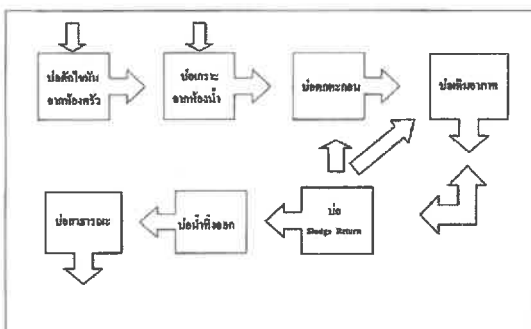 บ่อดักไขมัน
จากห้องครัว
บ่อเกรอะ
จากห้องน้ำ
บ่อตกตะกอน
บ่อเติมอากาศ
บ่อสาธารณะ
บ่อน้ำทิ้งออก
บ่อ
Sludge Return